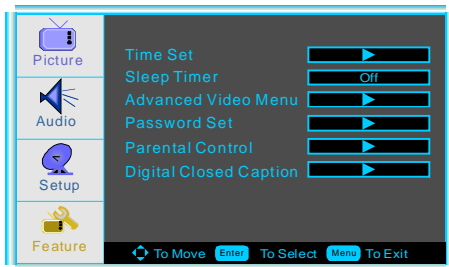 Picture
Audio
Setup
Feature
Time Set
Sleep Timer Off
Advanced Video Menu
Password Set
Parental Control
Digital Closed Caption
To Move Enter To Select Menu To Exit